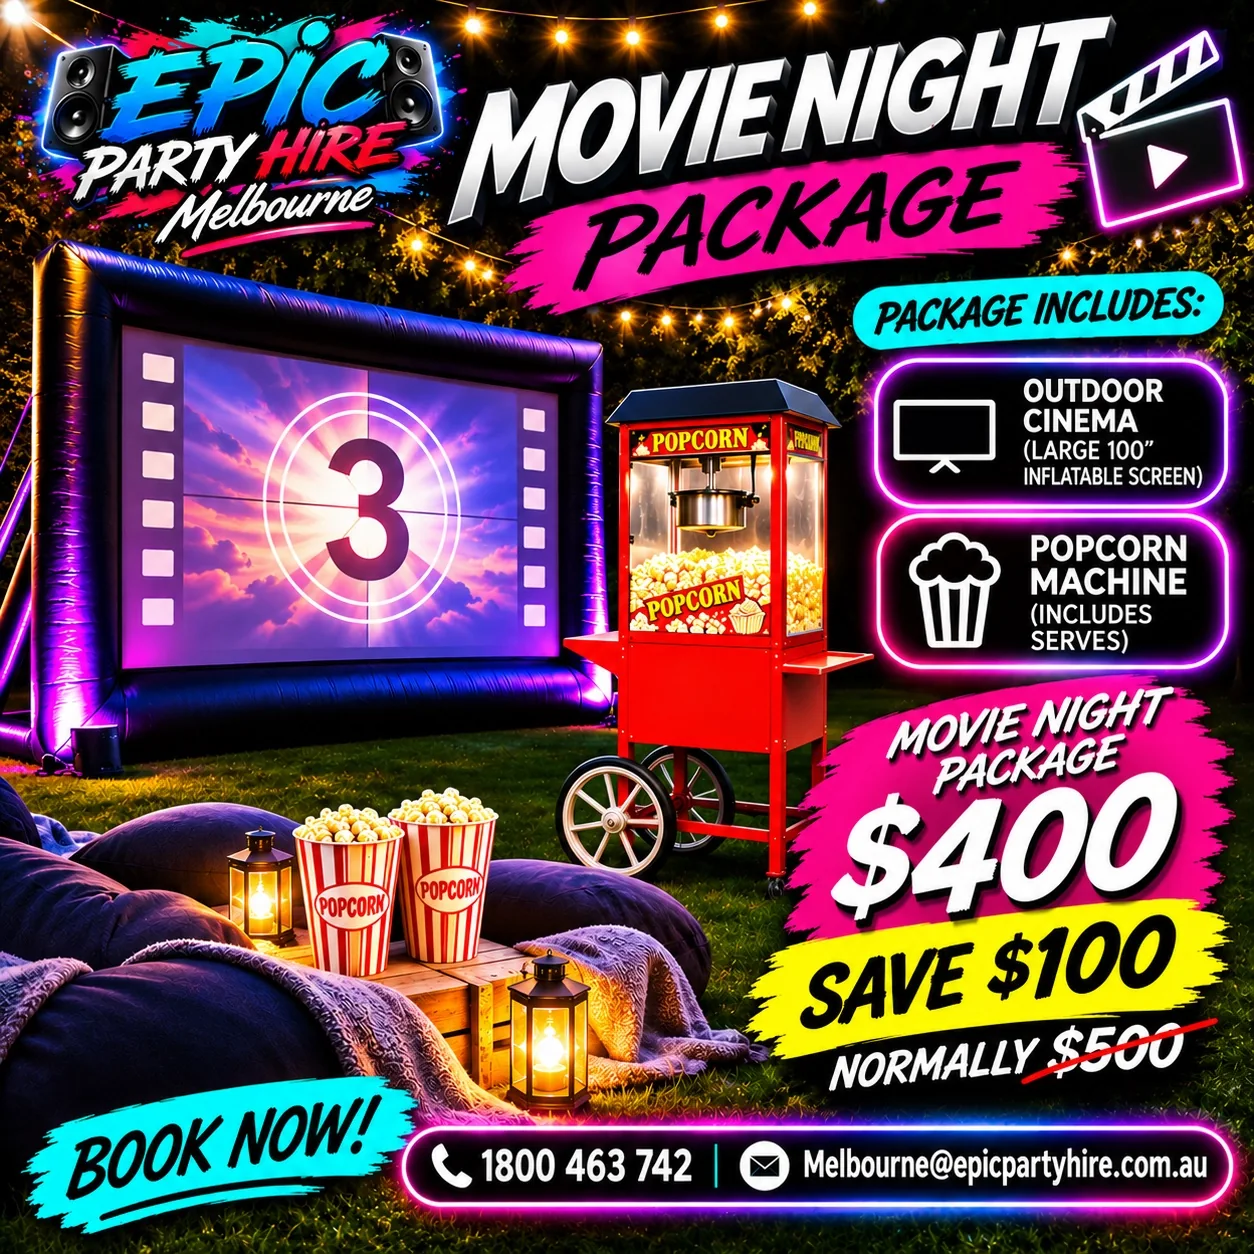 EPIC
PARTY HIRE
Melbourne
MOVIE NIGHT
PACKAGE
PACKAGE INCLUDES:
OUTDOOR
CINEMA
(LARGE 100"
INFLATABLE SCREEN)
POPCORN
MACHINE
(INCLUDES
SERVES)
3
POPCORN
POPCORN
POPCORN
POPCORN
POPCORN
MOVIE NIGHT
PACKAGE
$400
SAVE $100
NORMALLY $500
BOOK NOW!
1800 463 742
Melbourne@epicpartyhire.com.au